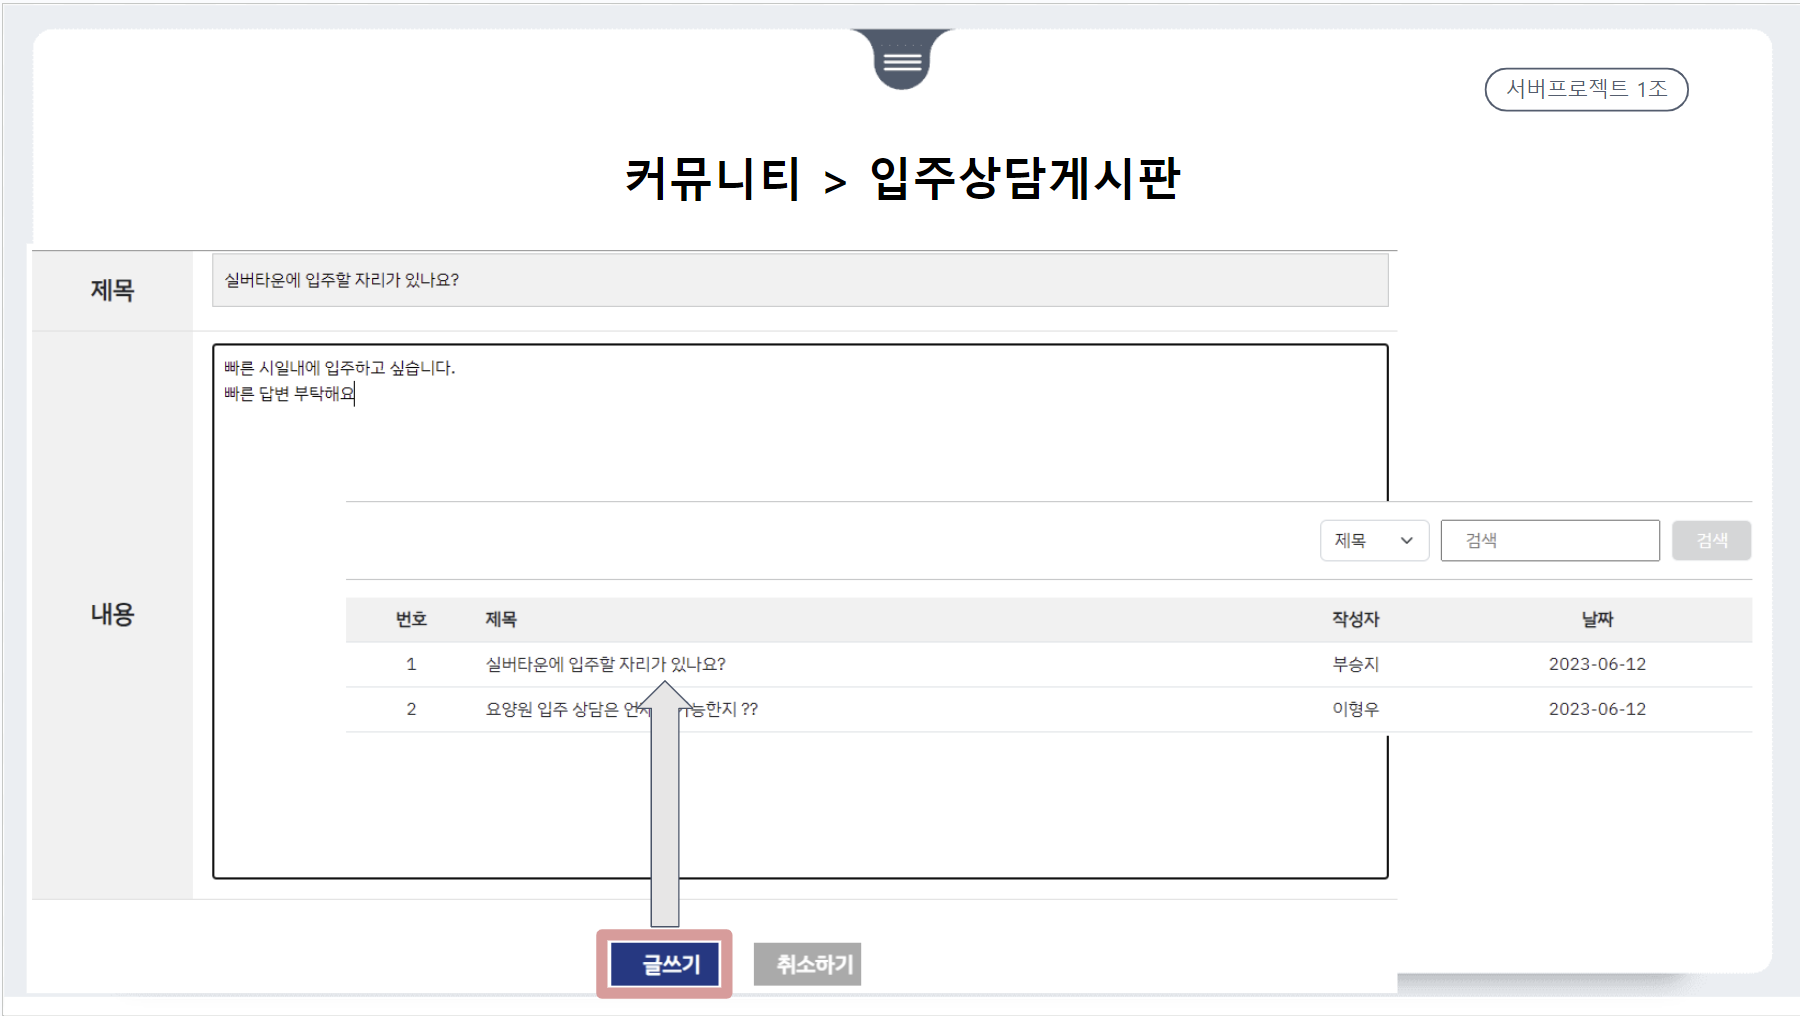 서버프로젝트 1조
커뮤니티 > 입주상담게시판
제목
실버타운에 입주할 자리가 있나요?
빠른 시일내에 입주하고 싶습니다.
빠른 답변 부탁해요
내용
제목 검색 검색
번호 제목 작성자 날짜
1 실버타운에 입주할 자리가 있나요? 부승지 2023-06-12
2 요양원 입주 상담은 ??  이형우 2023-06-12
글쓰기 취소하기